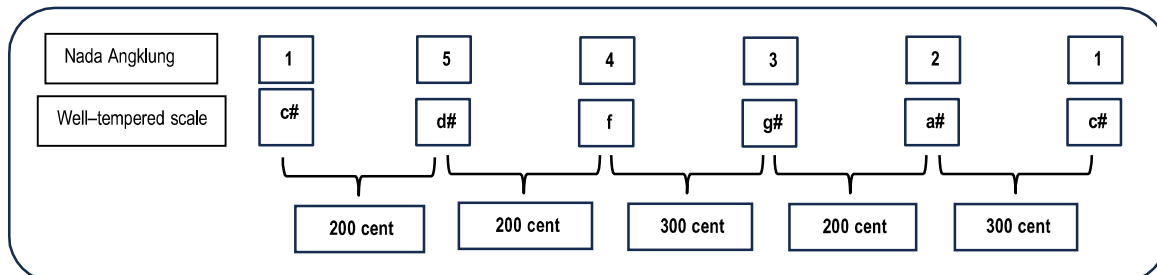 Nada Angklung 1 5 4 3 2 1
Well–tempered scale c# d# f g# a# c#
200 cent 200 cent 300 cent 200 cent 300 cent